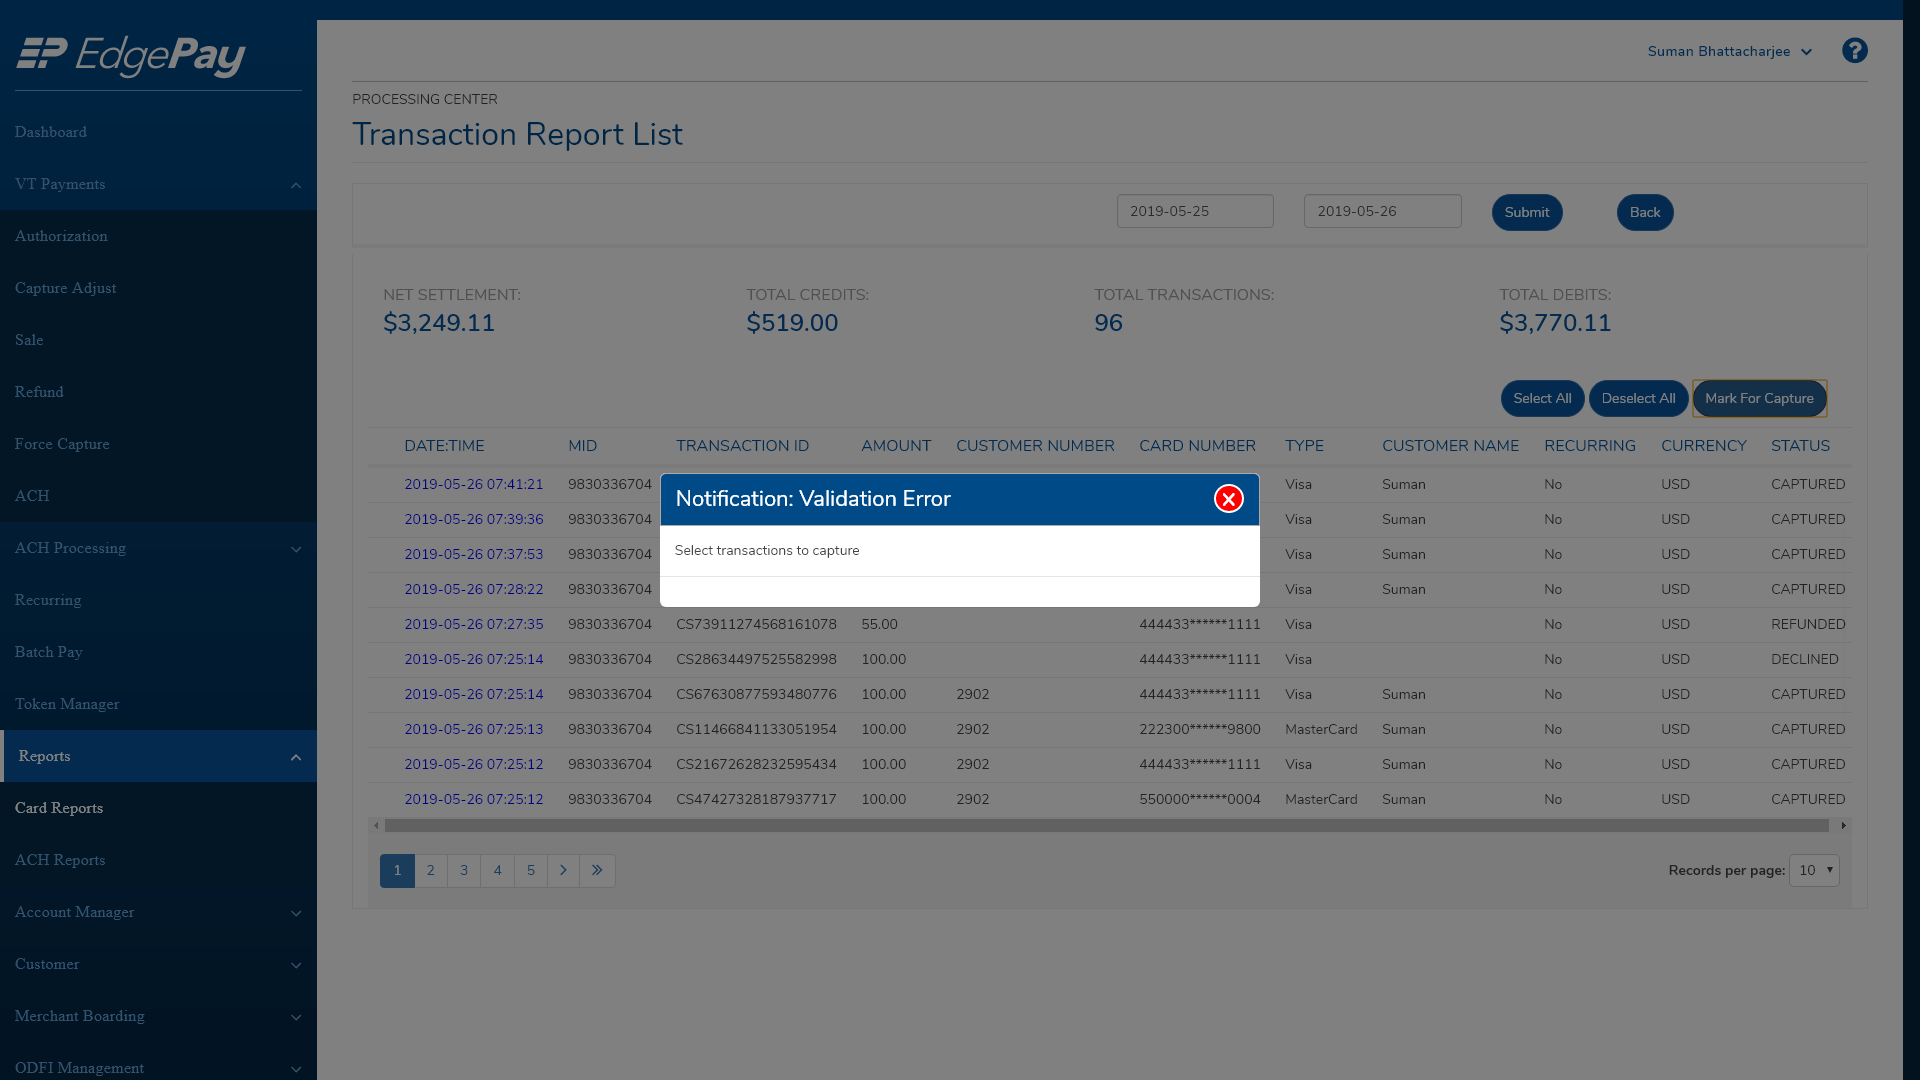 EP EdgePay
Dashboard
VT Payments
Authorization
Capture Adjust
Sale
Refund
Force Capture
ACH
ACH Processing
Recurring
Batch Pay
Token Manager
Reports
Card Reports
ACH Reports
Account Manager
Customer
Merchant Boarding
ODFI Management
Suman Bhattacharjee ?
PROCESSING CENTER
Transaction Report List
2019-05-25 2019-05-26 Submit Back
NET SETTLEMENT: TOTAL CREDITS: TOTAL TRANSACTIONS: TOTAL DEBITS:
$3,249.11 $519.00 96 $3,770.11
Select All Deselect All Mark For Capture
DATE:TIME MID TRANSACTION ID AMOUNT CUSTOMER NUMBER CARD NUMBER TYPE CUSTOMER NAME RECURRING CURRENCY STATUS
2019-05-26 07:41:21 9830336704 Visa Suman No USD CAPTURED
2019-05-26 07:39:36 9830336704 Visa Suman No USD CAPTURED
2019-05-26 07:37:53 9830336704 Visa Suman No USD CAPTURED
2019-05-26 07:28:22 9830336704 Visa Suman No USD CAPTURED
2019-05-26 07:27:35 9830336704 CS73911274568161078 55.00 444433******1111 Visa No USD REFUNDED
2019-05-26 07:25:14 9830336704 CS28634497525582998 100.00 444433******1111 Visa No USD DECLINED
2019-05-26 07:25:14 9830336704 CS67630877593480776 100.00 2902 444433******1111 Visa Suman No USD CAPTURED
2019-05-26 07:25:13 9830336704 CS11466841133051954 100.00 2902 222300******9800 MasterCard Suman No USD CAPTURED
2019-05-26 07:25:12 9830336704 CS21672628232595434 100.00 2902 444433******1111 Visa Suman No USD CAPTURED
2019-05-26 07:25:12 9830336704 CS47427328187937717 100.00 2902 550000******0004 MasterCard Suman No USD CAPTURED
1 2 3 4 5 > » Records per page: 10
Notification: Validation Error
Select transactions to capture